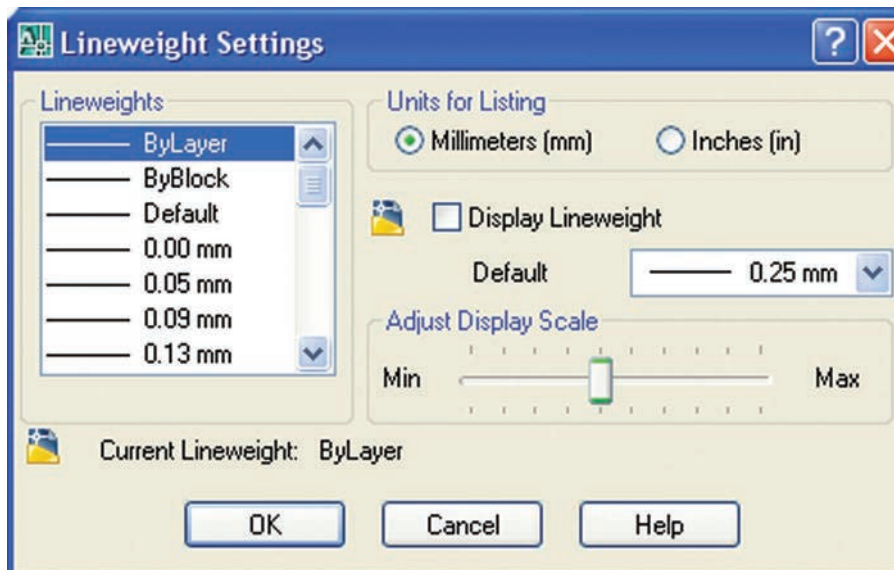 Lineweight Settings
Lineweights
ByLayer
ByBlock
Default
0.00 mm
0.05 mm
0.09 mm
0.13 mm
Units for Listing
Millimeters (mm)
Inches (in)
Display Lineweight
Default
0.25 mm
Adjust Display Scale
Min
Max
Current Lineweight: ByLayer
OK
Cancel
Help